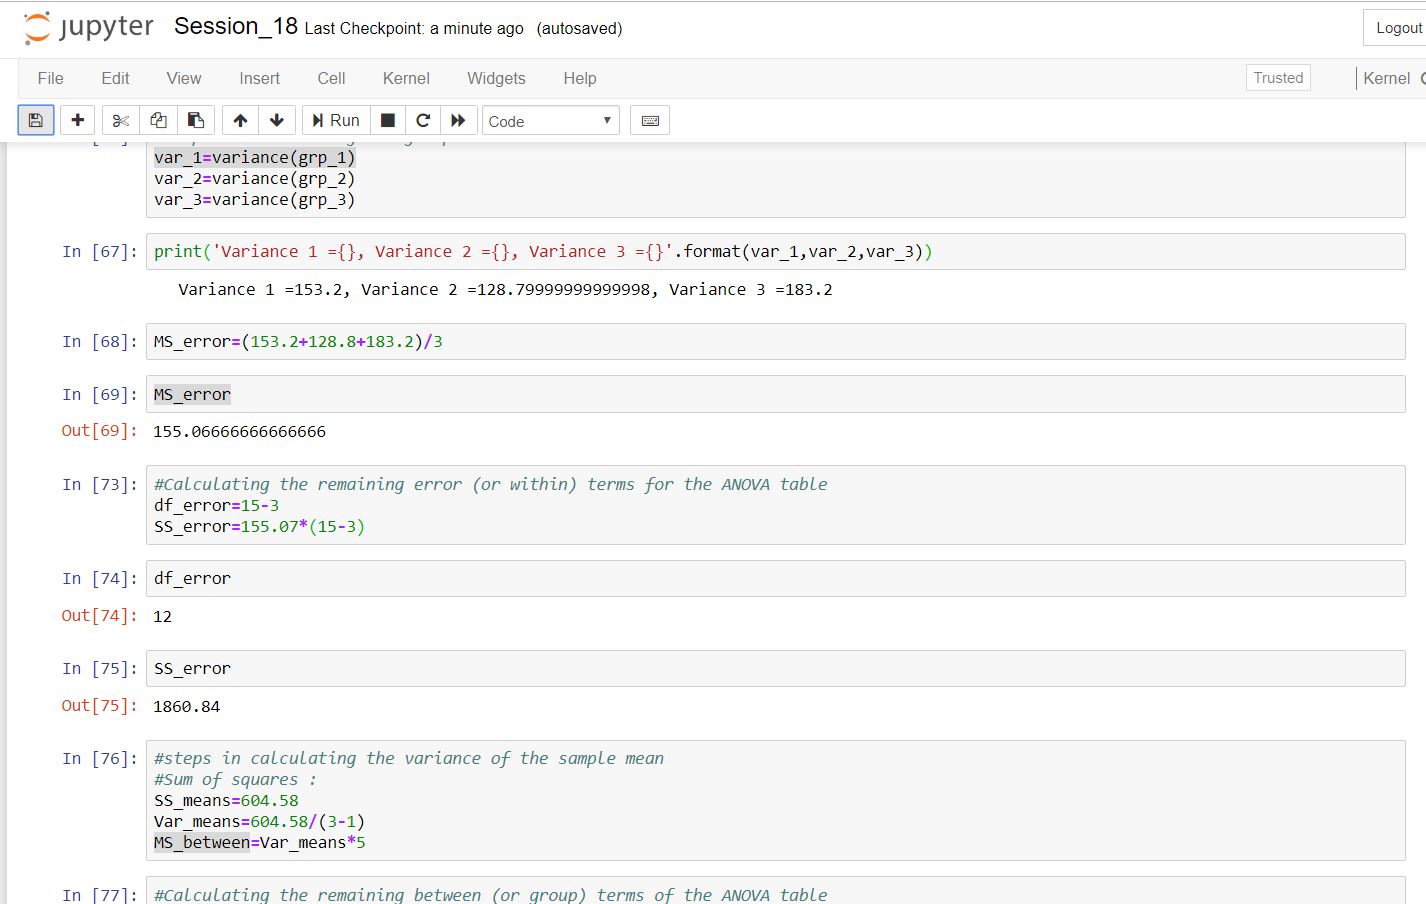 jupyter Session_18 Last Checkpoint: a minute ago (autosaved)
Logout
File Edit View Insert Cell Kernel Widgets Help
Trusted
Kernel
Run
Code
var_1=variance(grp_1)
var_2=variance(grp_2)
var_3=variance(grp_3)
In [67]: print('Variance 1 ={}, Variance 2 ={}, Variance 3 ={}'.format(var_1,var_2,var_3))
Variance 1 =153.2, Variance 2 =128.79999999999998, Variance 3 =183.2
In [68]: MS_error=(153.2+128.8+183.2)/3
In [69]: MS_error
Out[69]: 155.06666666666666
In [73]: #Calculating the remaining error (or within) terms for the ANOVA table
df_error=15-3
SS_error=155.07*(15-3)
In [74]: df_error
Out[74]: 12
In [75]: SS_error
Out[75]: 1860.84
In [76]: #steps in calculating the variance of the sample mean
#Sum of squares :
SS_means=604.58
Var_means=604.58/(3-1)
MS_between=Var_means*5
In [77]: #Calculating the remaining between (or group) terms of the ANOVA table